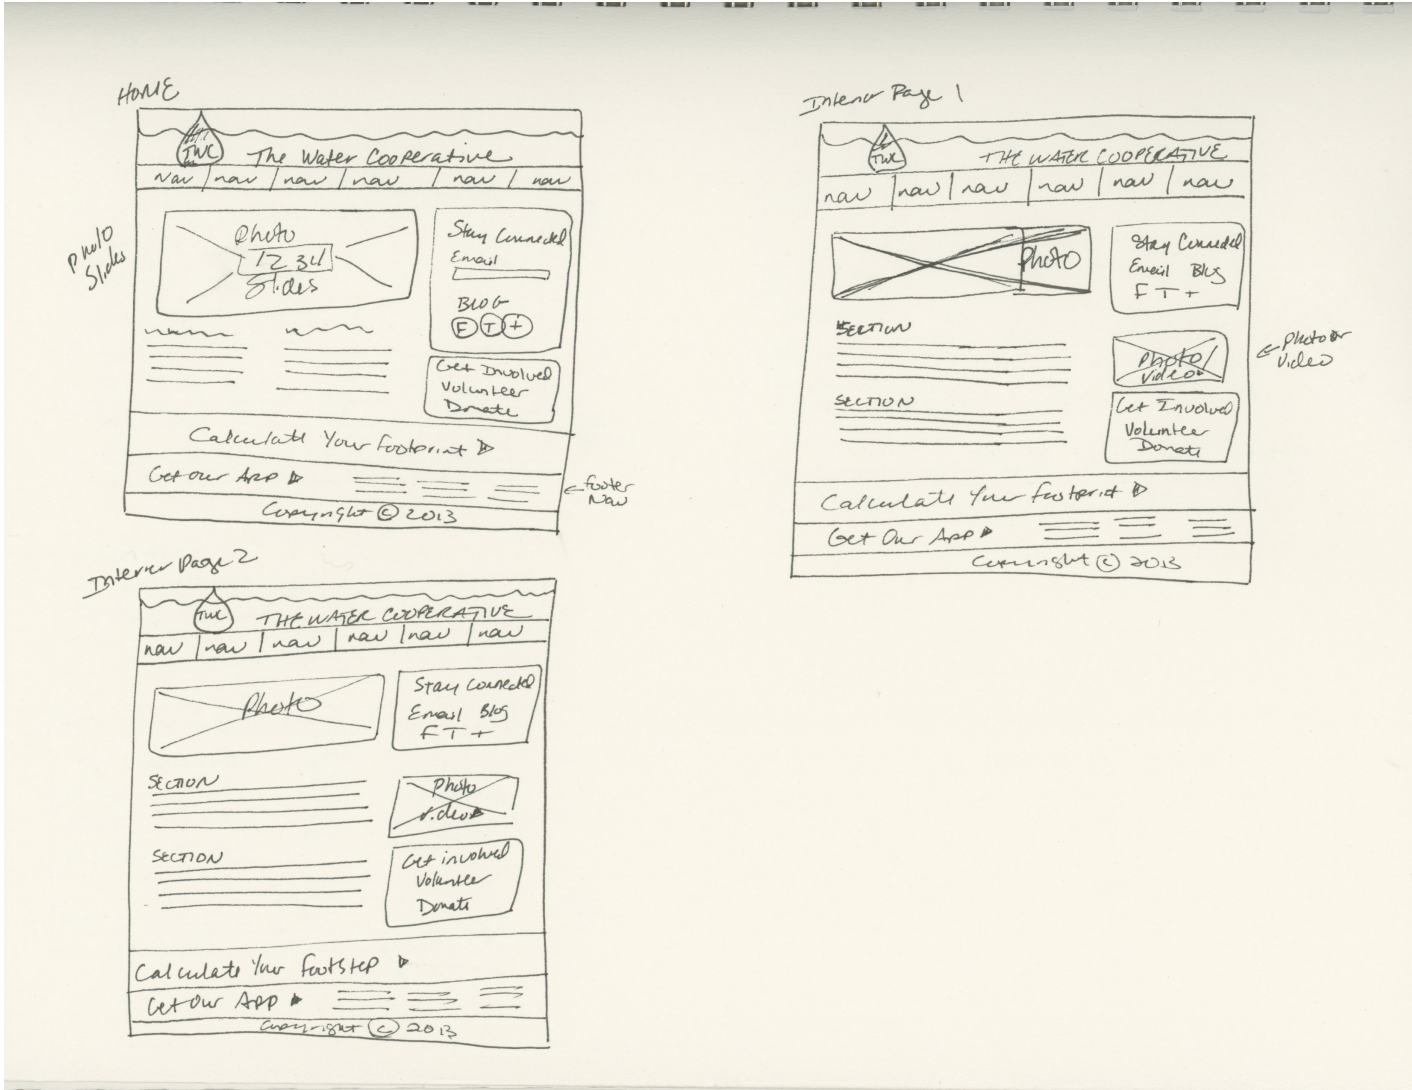 HOME
TWC
The Water Cooperative
Nav nav nav nav nav nav
Photo Slides
Photo
1234
Slides
Stay Connected
Email
BLOG
F T +
Get Involved
Volunteer
Donate
Calculate Your Footprint
Get Our App
Footer Nav
Copyright © 2013
Interior Page 1
TWC
THE WATER COOPERATIVE
nav nav nav nav nav nav
Photo
Stay Connected
Email Blog
F T +
SECTION
Photo/
video
Photo or
video
SECTION
Get Involved
Volunteer
Donate
Calculate Your Footprint
Get Our App
Copyright © 2013
Interior Page 2
TWC
THE WATER COOPERATIVE
nav nav nav nav nav nav
Photo
Stay Connected
Email Blog
F T +
SECTION
Photo
video
SECTION
Get involved
Volunteer
Donate
Calculate Your Footstep
Get Our App
Copyright © 2013